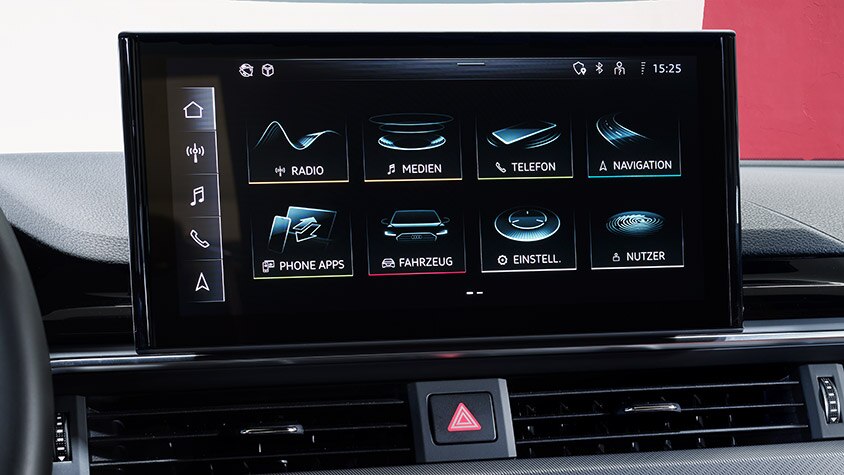 15:25
RADIO
MEDIEN
TELEFON
NAVIGATION
PHONE APPS
FAHRZEUG
EINSTELL.
NUTZER